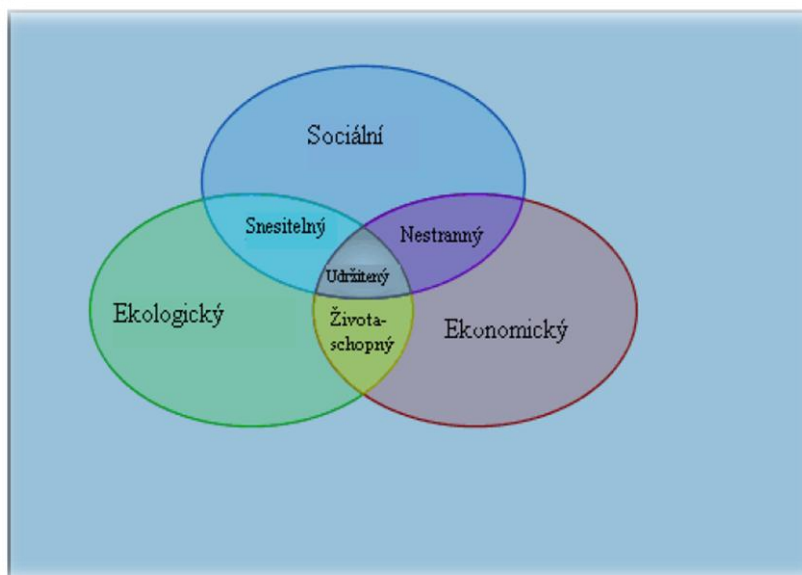 Sociální
Snesitelný
Nestranný
Udržitený
Ekologický
Života-
schopný
Ekonomický